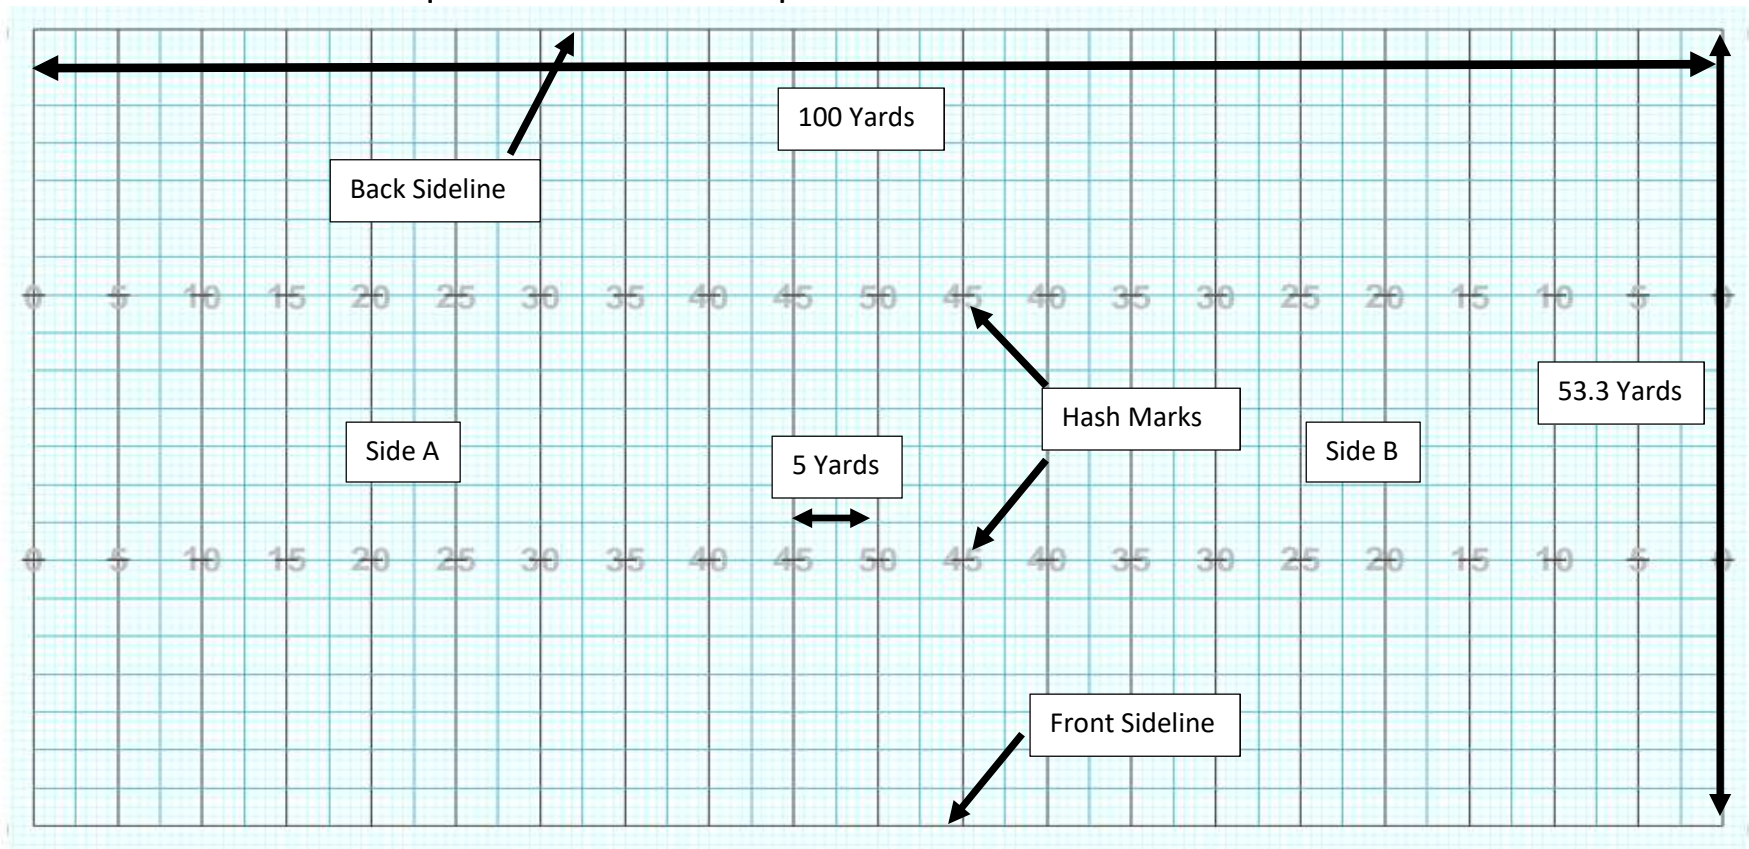 100 Yards
Back Sideline
0 5 10 15 20 25 30 35 40 45 50 45 40 35 30 25 20 15 10 5 0
53.3 Yards
Hash Marks
Side A
Side B
5 Yards
0 5 10 15 20 25 30 35 40 45 50 45 40 35 30 25 20 15 10 5 0
Front Sideline